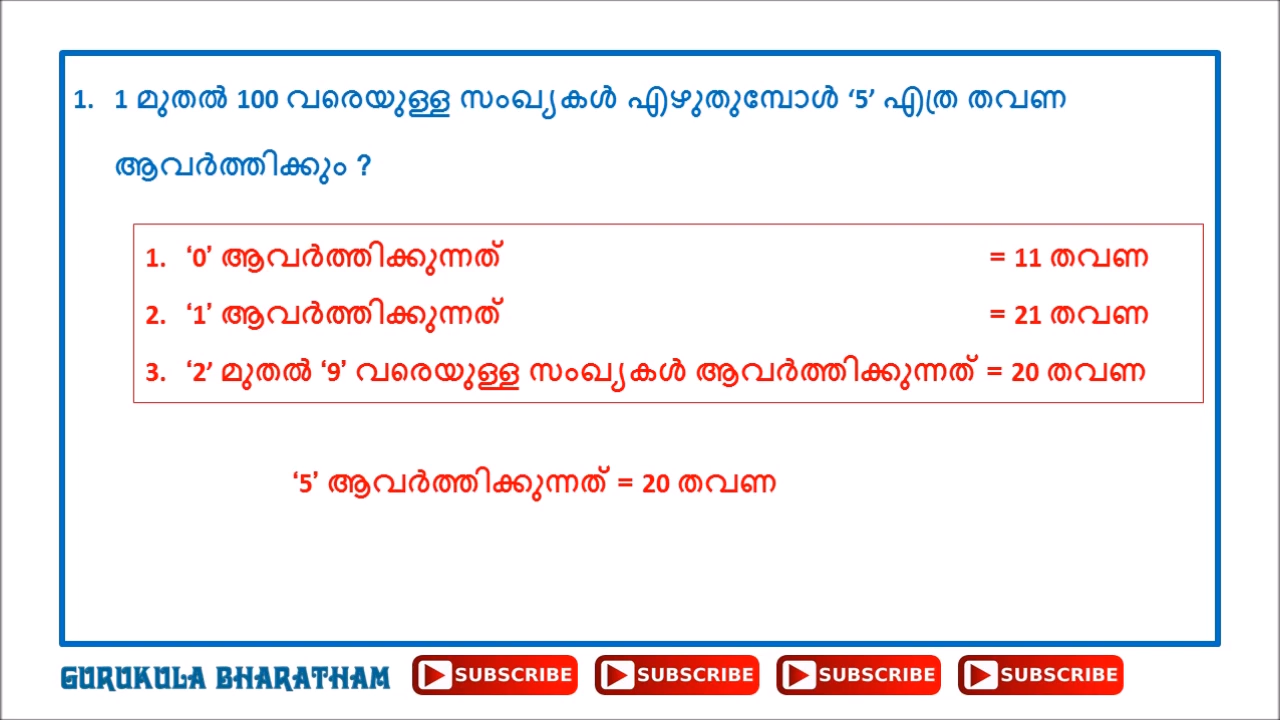 1. 1 മുതൽ 100 വരെയുള്ള സംഖ്യകൾ എഴുതുമ്പോൾ ‘5’ എത്ര തവണ
ആവർത്തിക്കും ?
1. ‘0’ ആവർത്തിക്കുന്നത് = 11 തവണ
2. ‘1’ ആവർത്തിക്കുന്നത് = 21 തവണ
3. ‘2’ മുതൽ ‘9’ വരെയുള്ള സംഖ്യകൾ ആവർത്തിക്കുന്നത് = 20 തവണ
‘5’ ആവർത്തിക്കുന്നത് = 20 തവണ
GURUKULA BHARATHAM SUBSCRIBE SUBSCRIBE SUBSCRIBE SUBSCRIBE